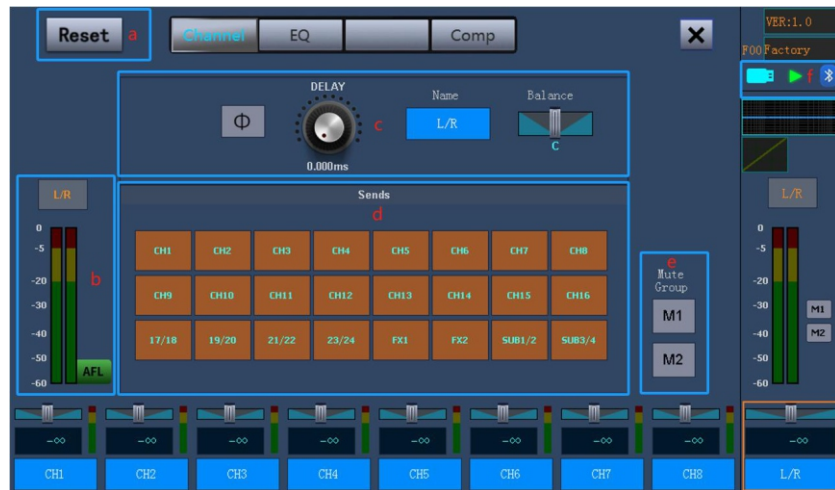 Reset a Channel EQ Comp × VER:1.0
F00 Factory
f
DELAY Name Balance
Φ c L/R
C
0.000ms
L/R Sends L/R
d
0 0
-5 CH1 CH2 CH3 CH4 CH5 CH6 CH7 CH8 -5
b e
-20 Mute -20
Group
-30 CH9 CH10 CH11 CH12 CH13 CH14 CH15 CH16 M1 -30 M1
-40 17/18 19/20 21/22 23/24 FX1 FX2 SUB1/2 SUB3/4 -40 M2
-50 M2 -50
AFL
-60 -60
-∞ -∞ -∞ -∞ -∞ -∞ -∞ -∞ -∞
CH1 CH2 CH3 CH4 CH5 CH6 CH7 CH8 L/R